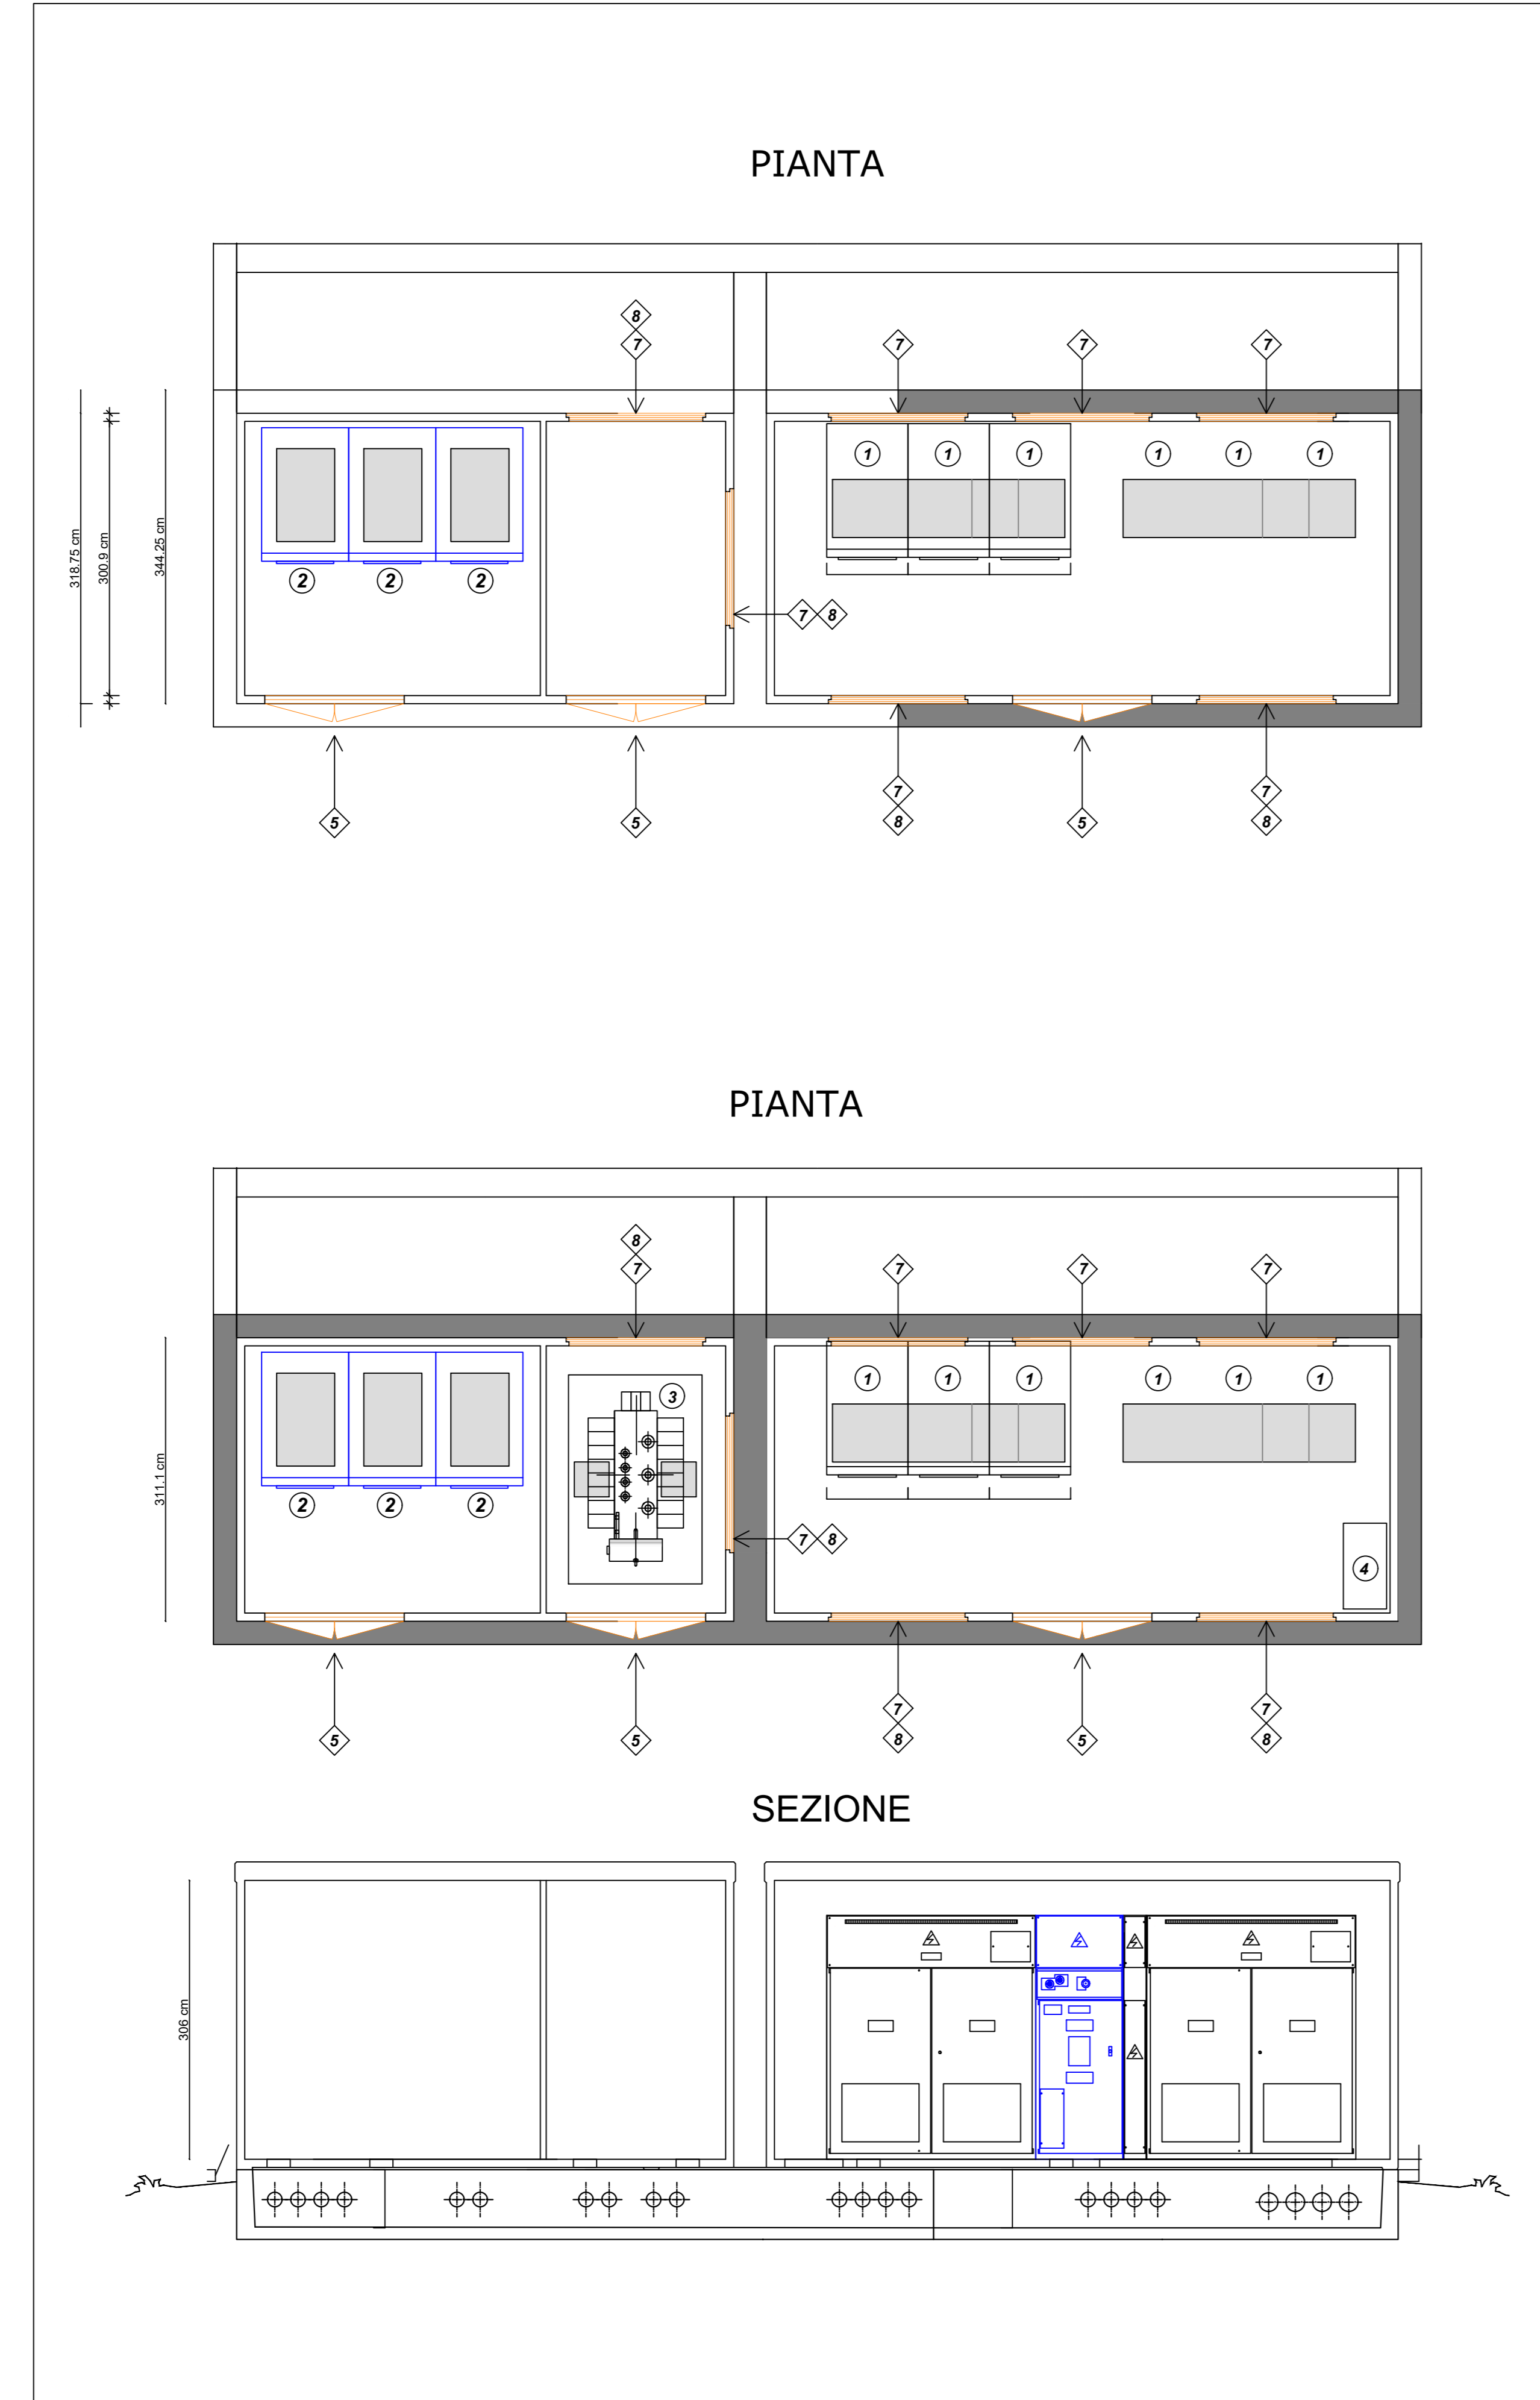 PIANTA
8
7 7 7 7
1 1 1 1 1 1
318.75 cm
300.9 cm
344.25 cm
2 2 2
7 8
7 7
5 5 8 5 8
PIANTA
8
7 7 7 7
3 1 1 1 1 1 1
311.1 cm
2 2 2
7 8
4
7 7
5 5 8 5 8
SEZIONE
306 cm